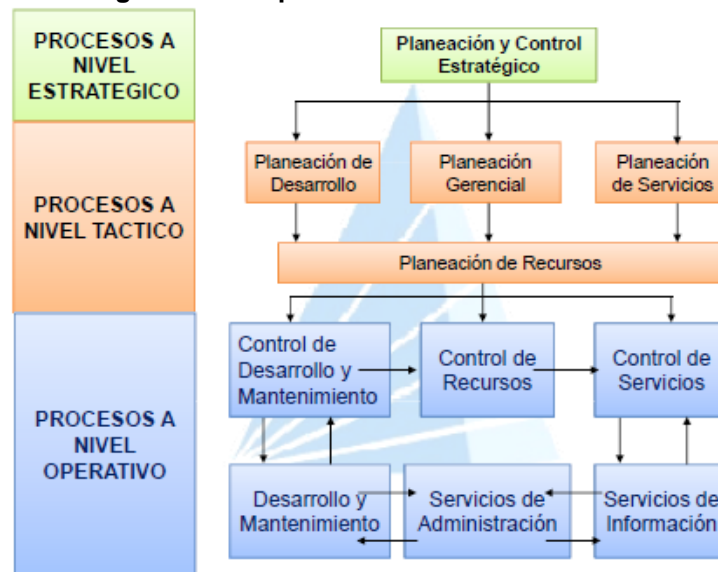 PROCESOS A
NIVEL
ESTRATEGICO
Planeación y Control
Estratégico
PROCESOS A
NIVEL TACTICO
Planeación de
Desarrollo
Planeación
Gerencial
Planeación
de Servicios
Planeación de Recursos
PROCESOS A
NIVEL
OPERATIVO
Control de
Desarrollo y
Mantenimiento
Control de
Recursos
Control de
Servicios
Desarrollo y
Mantenimiento
Servicios de
Administración
Servicios de
Información